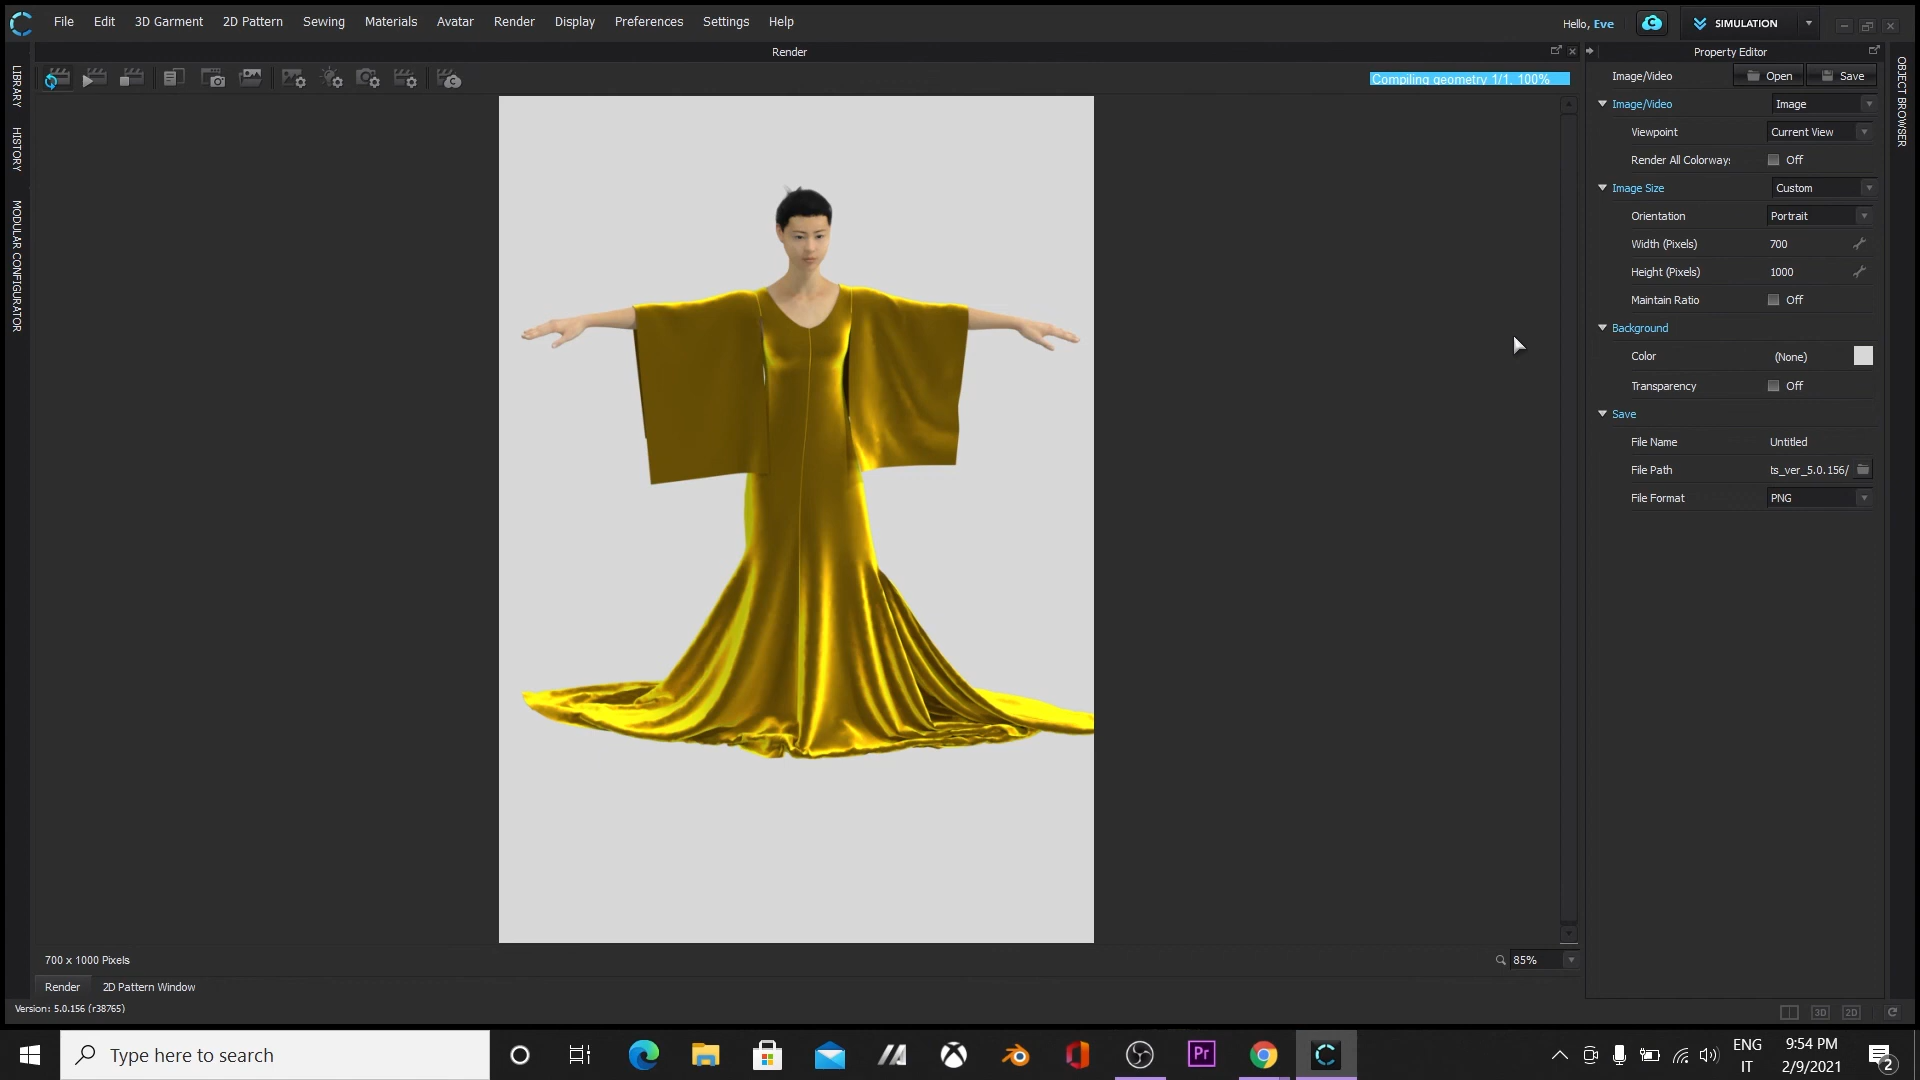 File Edit 3D Garment 2D Pattern Sewing Materials Avatar Render Display Preferences Settings Help
Hello, Eve
SIMULATION
Render
Property Editor
LIBRARY
HISTORY
MODULAR CONFIGURATOR
OBJECT BROWSER
Compiling geometry 1/1, 100%
Image/Video Open Save
Image/Video Image
Viewpoint Current View
Render All Colorways Off
Image Size Custom
Orientation Portrait
Width (Pixels) 700
Height (Pixels) 1000
Maintain Ratio Off
Background
Color (None)
Transparency Off
Save
File Name Untitled
File Path ts_ver_5.0.156/
File Format PNG
700 x 1000 Pixels
85%
Render 2D Pattern Window
Version: 5.0.156 (r38765)
3D 2D
Type here to search
Pr
ENG
IT
9:54 PM
2/9/2021
2